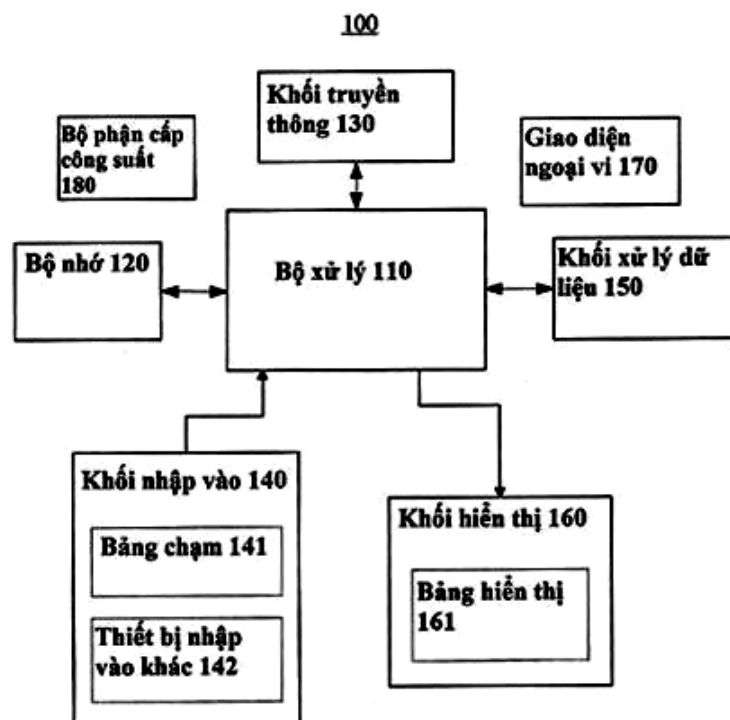 100
Khối truyền
thông 130
Bộ phận cấp
công suất
180
Giao diện
ngoại vi 170
Bộ nhớ 120
Bộ xử lý 110
Khối xử lý dữ
liệu 150
Khối nhập vào 140
Bảng chạm 141
Thiết bị nhập
vào khác 142
Khối hiển thị 160
Bảng hiển thị
161